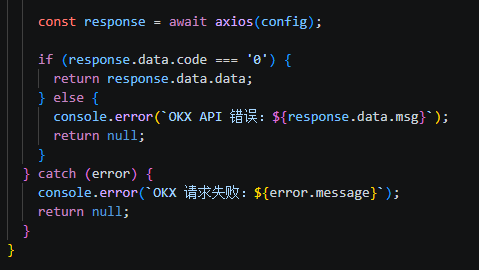 const response = await axios(config);
if (response.data.code === '0') {
return response.data.data;
} else {
console.error(`OKX API 错误：${response.data.msg}`);
return null;
}
} catch (error) {
console.error(`OKX 请求失败：${error.message}`);
return null;
}
}